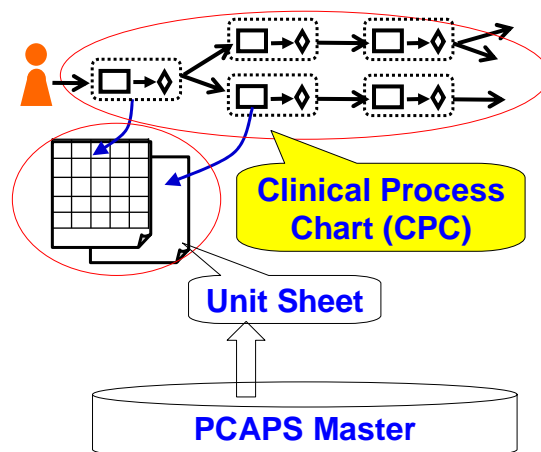 Clinical Process
Chart (CPC)
Unit Sheet
PCAPS Master